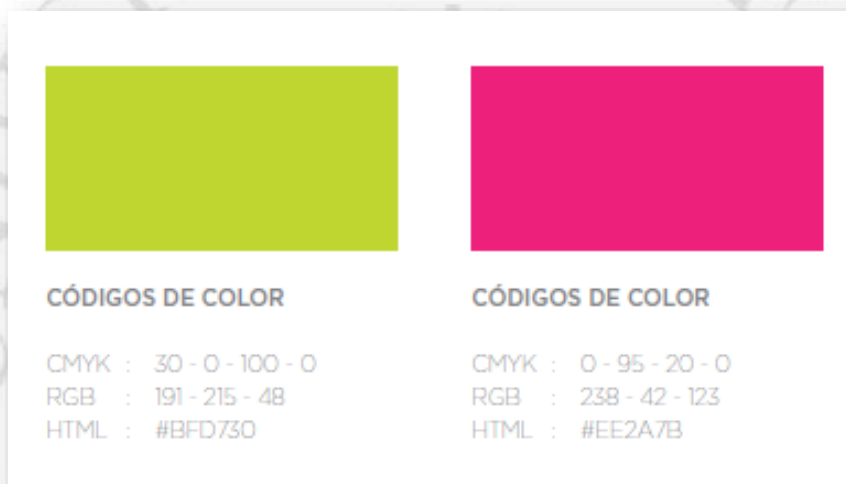 CÓDIGOS DE COLOR
CMYK : 30 - 0 - 100 - 0
RGB : 191 - 215 - 48
HTML : #BFD730
CÓDIGOS DE COLOR
CMYK : 0 - 95 - 20 - 0
RGB : 238 - 42 - 123
HTML : #EE2A7B